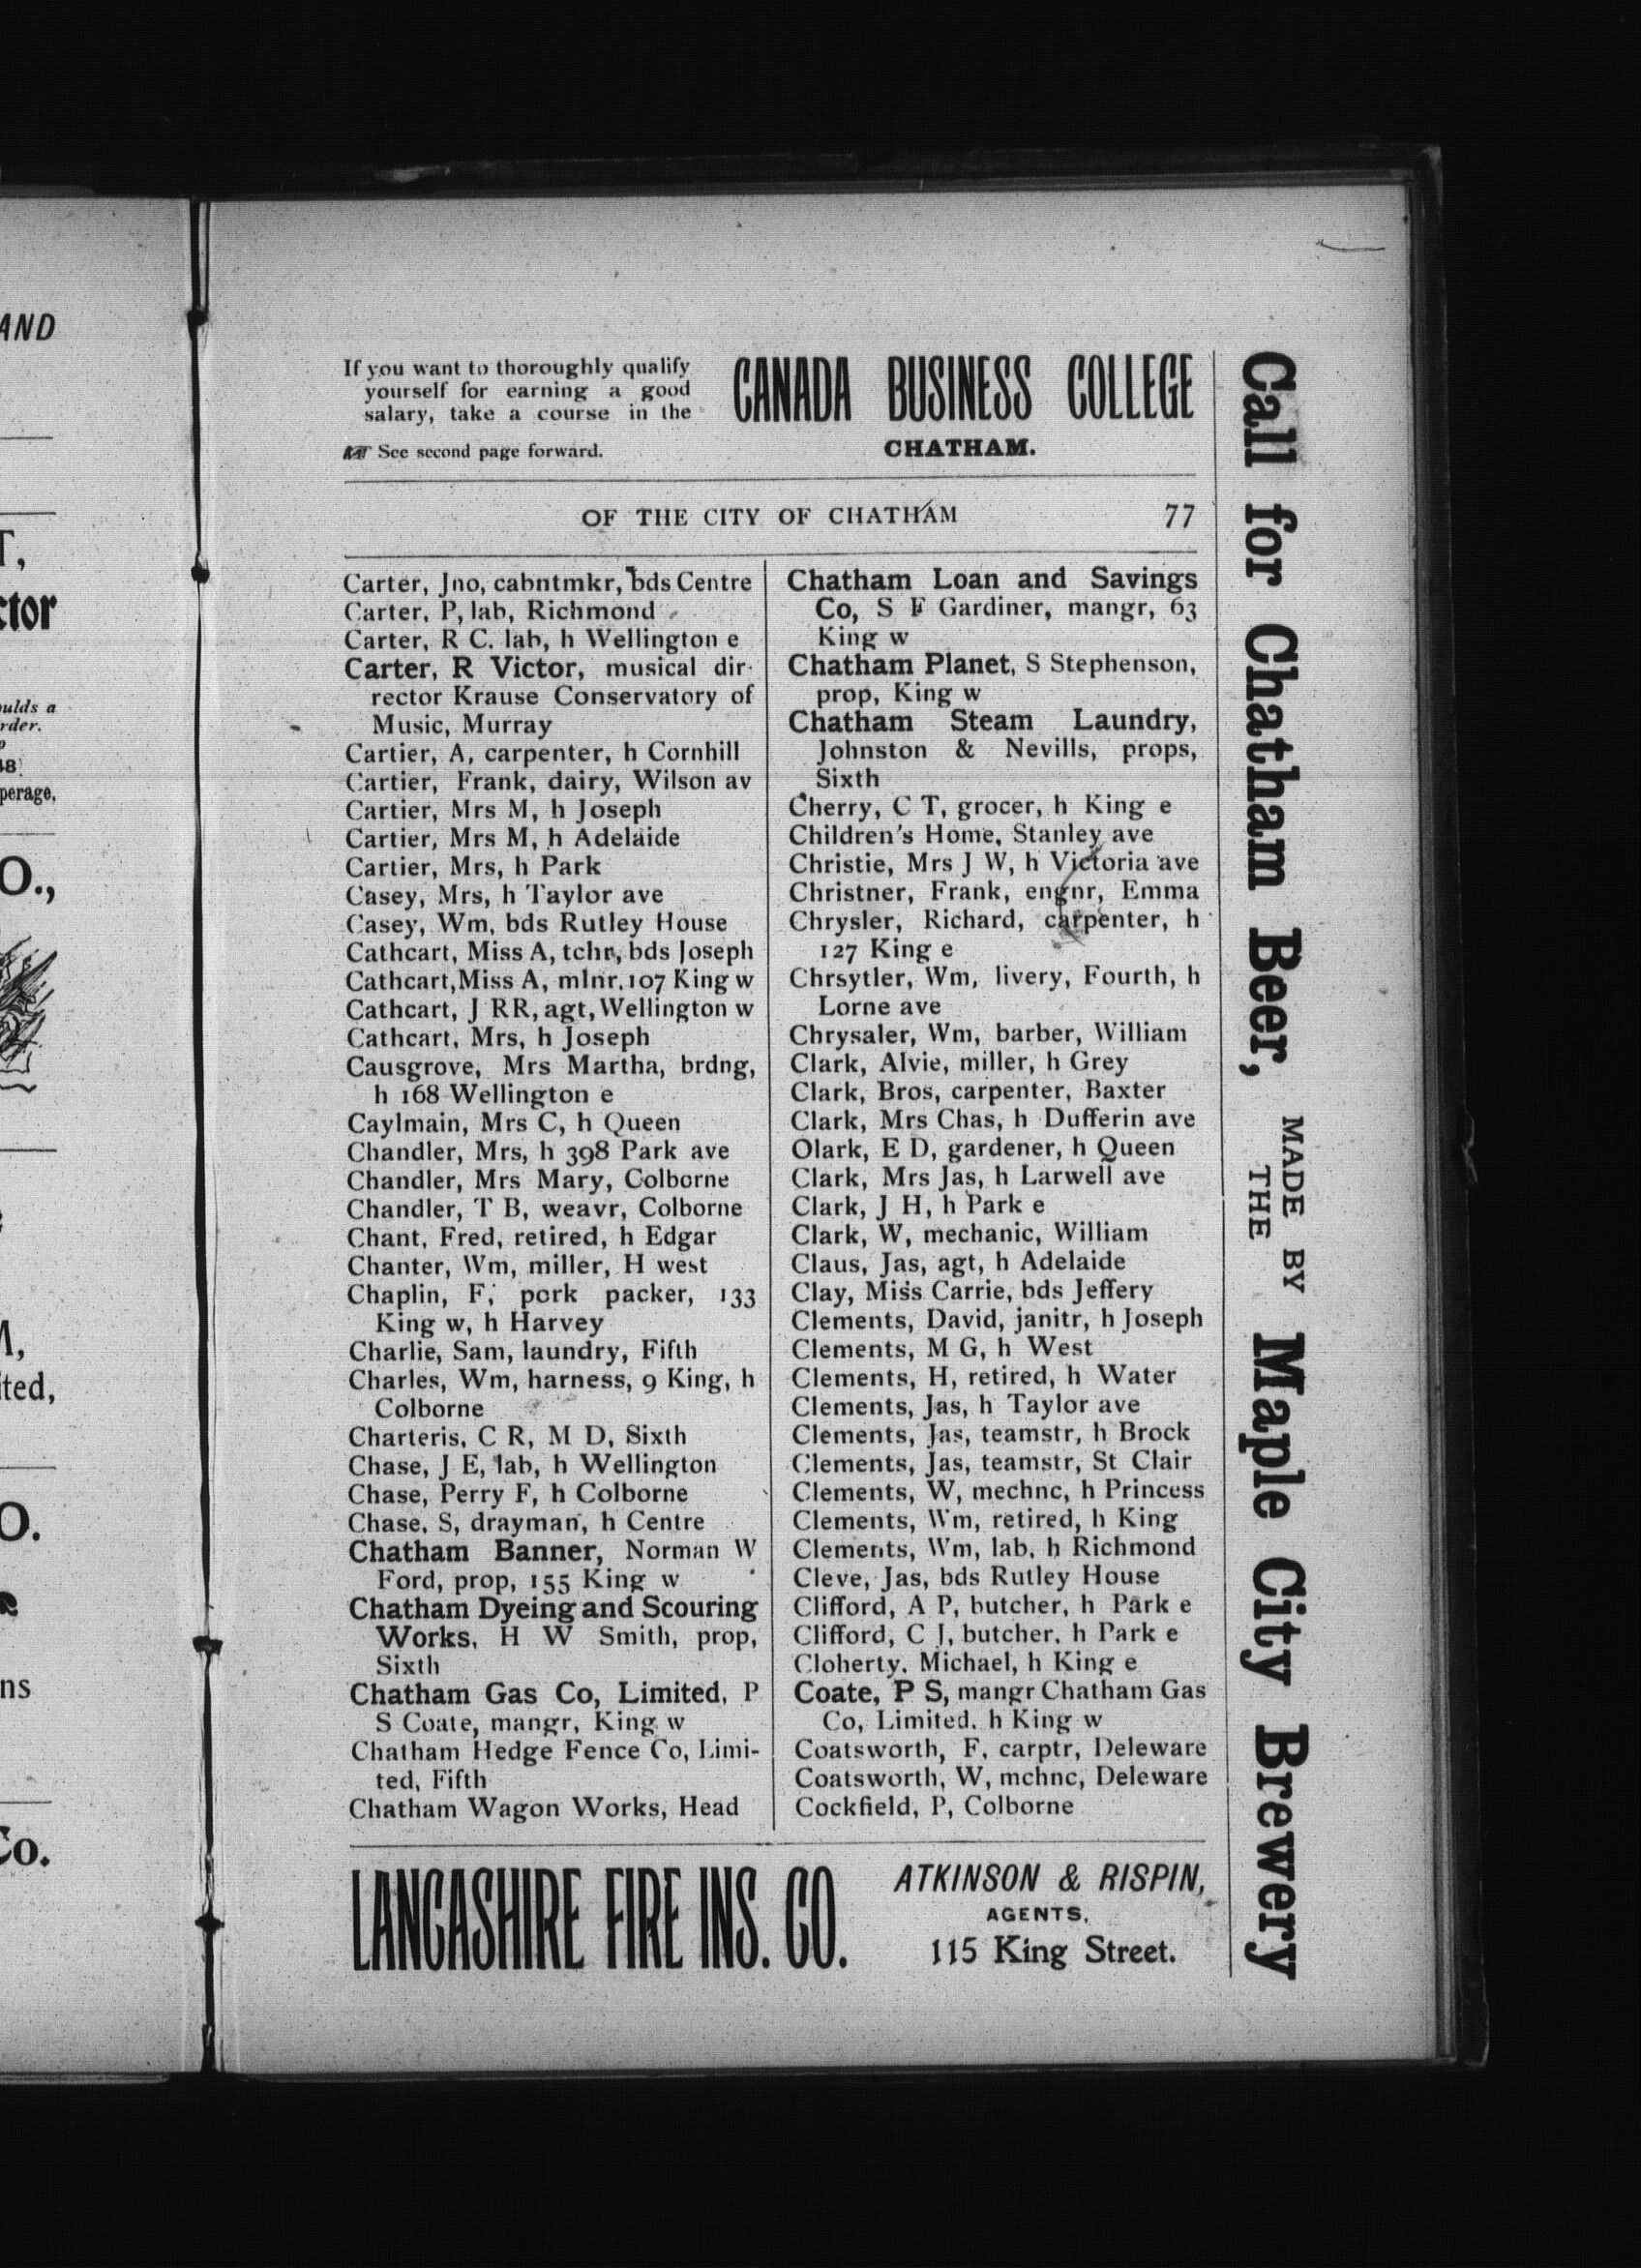 AND
T,
ctor
oulds a
rder.
48
perage,
O.,
M,
ited,
O.
ns
Co.
If you want to thoroughly qualify
yourself for earning a good
salary, take a course in the
See second page forward.
CANADA BUSINESS COLLEGE
CHATHAM.
OF THE CITY OF CHATHAM 77
Carter, Jno, cabntmkr, bds Centre
Carter, P, lab, Richmond
Carter, R C. lab, h Wellington e
Carter, R Victor, musical dir-
rector Krause Conservatory of
Music, Murray
Cartier, A, carpenter, h Cornhill
Cartier, Frank, dairy, Wilson av
Cartier, Mrs M, h Joseph
Cartier, Mrs M, h Adelaide
Cartier, Mrs, h Park
Casey, Mrs, h Taylor ave
Casey, Wm, bds Rutley House
Cathcart, Miss A, tchr, bds Joseph
Cathcart, Miss A, mlnr, 107 King w
Cathcart, J RR, agt, Wellington w
Cathcart, Mrs, h Joseph
Causgrove, Mrs Martha, brdng,
h 168 Wellington e
Caylmain, Mrs C, h Queen
Chandler, Mrs, h 398 Park ave
Chandler, Mrs Mary, Colborne
Chandler, T B, weavr, Colborne
Chant, Fred, retired, h Edgar
Chanter, Wm, miller, H west
Chaplin, F, pork packer, 133
King w, h Harvey
Charlie, Sam, laundry, Fifth
Charles, Wm, harness, 9 King, h
Colborne
Charteris, C R, M D, Sixth
Chase, J E, lab, h Wellington
Chase, Perry F, h Colborne
Chase, S, drayman, h Centre
Chatham Banner, Norman W
Ford, prop, 155 King w
Chatham Dyeing and Scouring
Works, H W Smith, prop,
Sixth
Chatham Gas Co, Limited, P
S Coate, mangr, King w
Chatham Hedge Fence Co, Limi-
ted, Fifth
Chatham Wagon Works, Head
Chatham Loan and Savings
Co, S F Gardiner, mangr, 63
King w
Chatham Planet, S Stephenson,
prop, King w
Chatham Steam Laundry,
Johnston & Nevills, props,
Sixth
Cherry, C T, grocer, h King e
Children's Home, Stanley ave
Christie, Mrs J W, h Victoria ave
Christner, Frank, engnr, Emma
Chrysler, Richard, carpenter, h
127 King e
Chrsytler, Wm, livery, Fourth, h
Lorne ave
Chrysaler, Wm, barber, William
Clark, Alvie, miller, h Grey
Clark, Bros, carpenter, Baxter
Clark, Mrs Chas, h Dufferin ave
Olark, E D, gardener, h Queen
Clark, Mrs Jas, h Larwell ave
Clark, J H, h Park e
Clark, W, mechanic, William
Claus, Jas, agt, h Adelaide
Clay, Miss Carrie, bds Jeffery
Clements, David, janitr, h Joseph
Clements, M G, h West
Clements, H, retired, h Water
Clements, Jas, h Taylor ave
Clements, Jas, teamstr, h Brock
Clements, Jas, teamstr, St Clair
Clements, W, mechnc, h Princess
Clements, Wm, retired, h King
Clements, Wm, lab, h Richmond
Cleve, Jas, bds Rutley House
Clifford, A P, butcher, h Park e
Clifford, C J, butcher, h Park e
Cloherty, Michael, h King e
Coate, P S, mangr Chatham Gas
Co, Limited, h King w
Coatsworth, F, carptr, Deleware
Coatsworth, W, mchnc, Deleware
Cockfield, P, Colborne
LANCASHIRE FIRE INS. CO.
ATKINSON & RISPIN,
AGENTS,
115 King Street.
Call for Chatham Beer, MADE BY THE Maple City Brewery